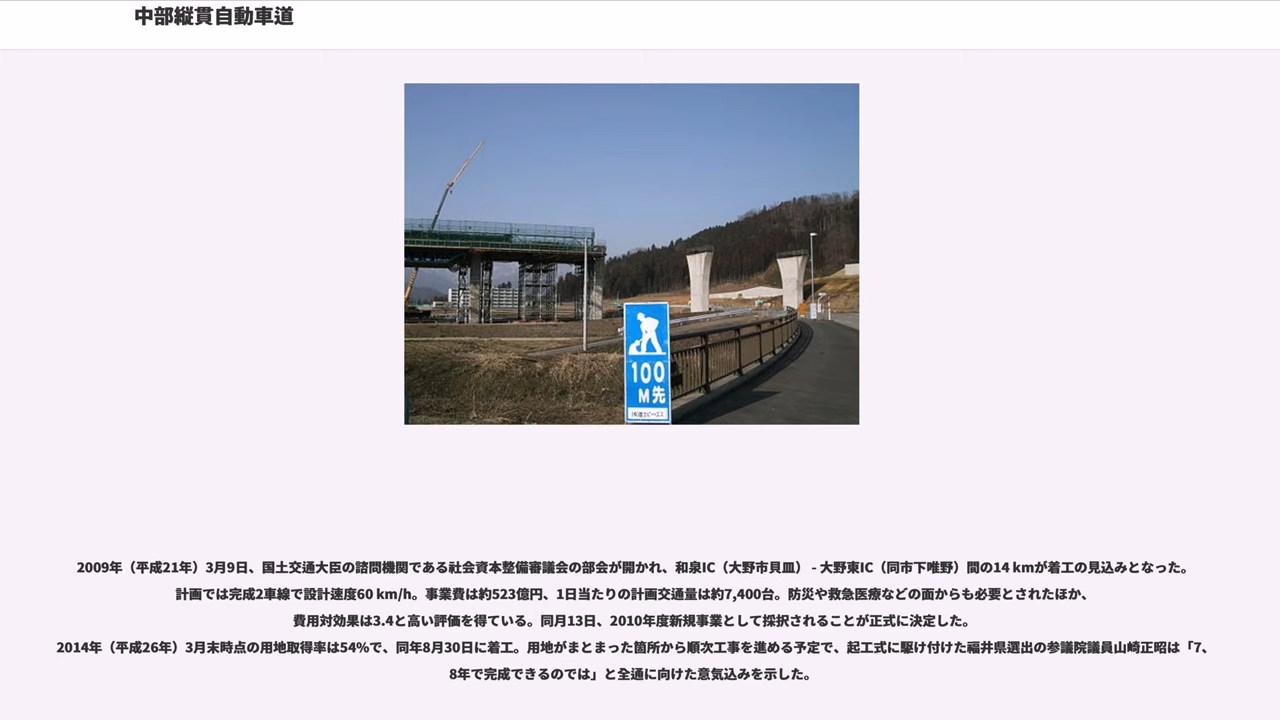 中部縦貫自動車道
100
M先
2009年（平成21年）3月9日、国土交通大臣の諮問機関である社会資本整備審議会の部会が開かれ、和泉IC（大野市貝皿） - 大野東IC（同市下唯野）間の14 kmが着工の見込みとなった。
計画では完成2車線で設計速度60 km/h。事業費は約523億円、1日当たりの計画交通量は約7,400台。防災や救急医療などの面からも必要とされたほか、
費用対効果は3.4と高い評価を得ている。同月13日、2010年度新規事業として採択されることが正式に決定した。
2014年（平成26年）3月末時点の用地取得率は54%で、同年8月30日に着工。用地がまとまった箇所から順次工事を進める予定で、起工式に駆け付けた福井県選出の参議院議員山崎正昭は「7、
8年で完成できるのでは」と全通に向けた意気込みを示した。